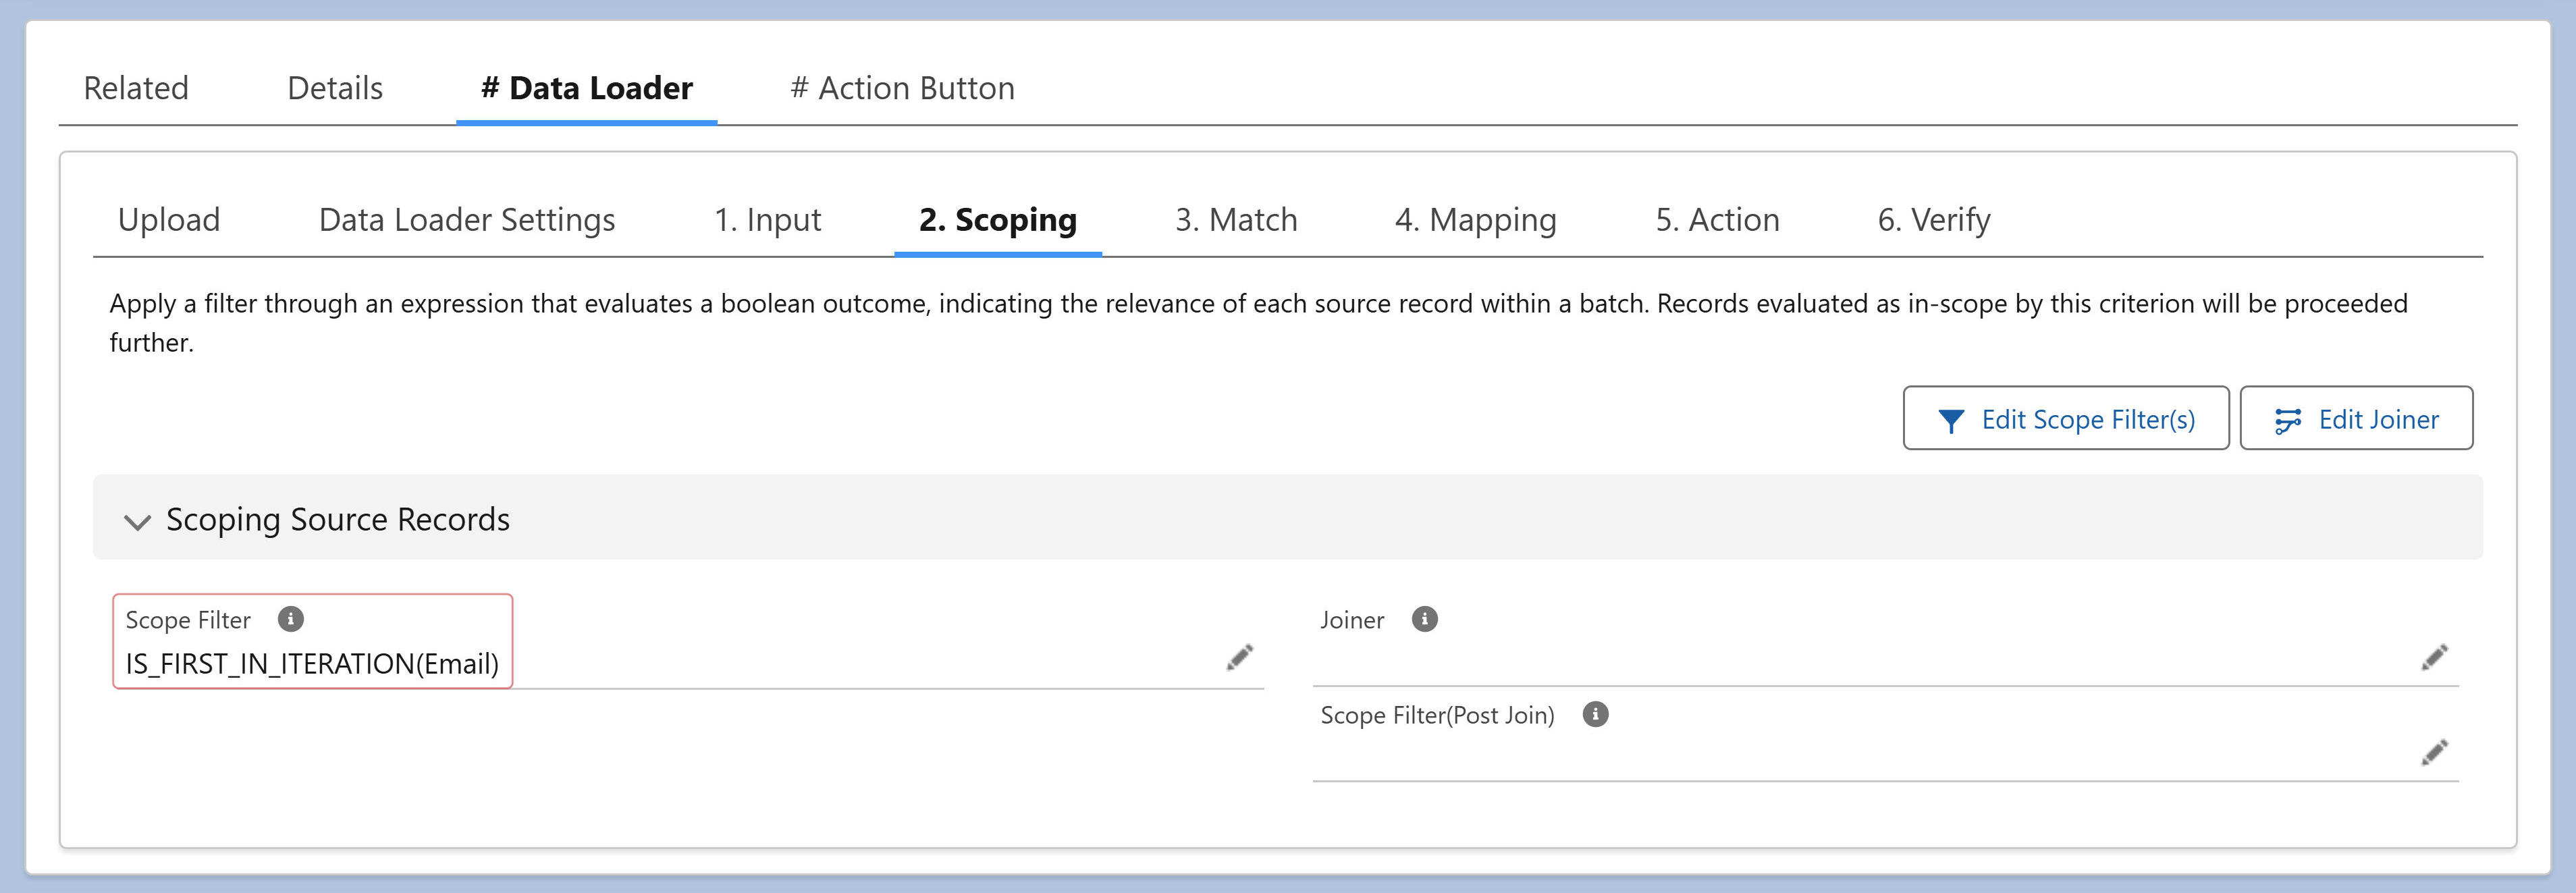 Related Details # Data Loader # Action Button
Upload Data Loader Settings 1. Input 2. Scoping 3. Match 4. Mapping 5. Action 6. Verify
Apply a filter through an expression that evaluates a boolean outcome, indicating the relevance of each source record within a batch. Records evaluated as in-scope by this criterion will be proceeded
further.
Edit Scope Filter(s) Edit Joiner
Scoping Source Records
Scope Filter
IS_FIRST_IN_ITERATION(Email)
Joiner
Scope Filter(Post Join)